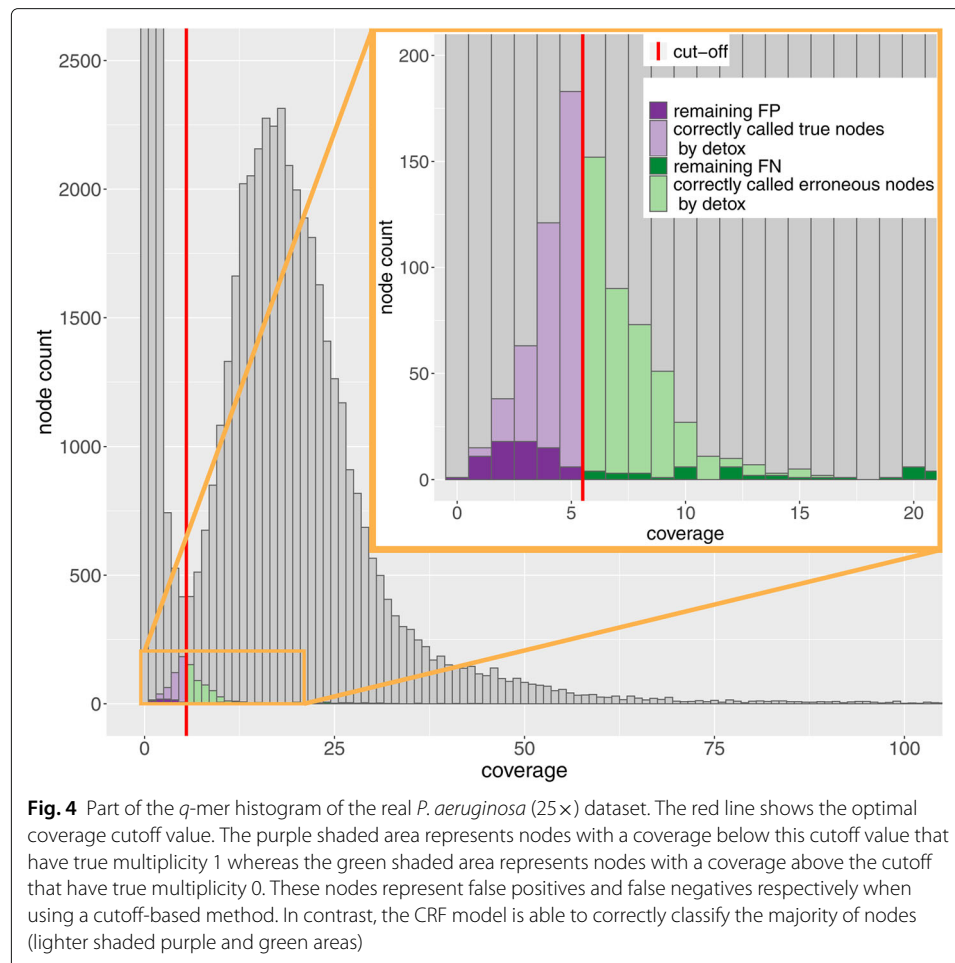 2500
2000
1500
1000
500
0
node count
0
25
50
75
100
coverage
200
150
100
50
0
node count
0
5
10
15
20
coverage
cut-off
remaining FP
correctly called true nodes
by detox
remaining FN
correctly called erroneous nodes
by detox
Fig. 4 Part of the q-mer histogram of the real P. aeruginosa (25×) dataset. The red line shows the optimal
coverage cutoff value. The purple shaded area represents nodes with a coverage below this cutoff value that
have true multiplicity 1 whereas the green shaded area represents nodes with a coverage above the cutoff
that have true multiplicity 0. These nodes represent false positives and false negatives respectively when
using a cutoff-based method. In contrast, the CRF model is able to correctly classify the majority of nodes
(lighter shaded purple and green areas)